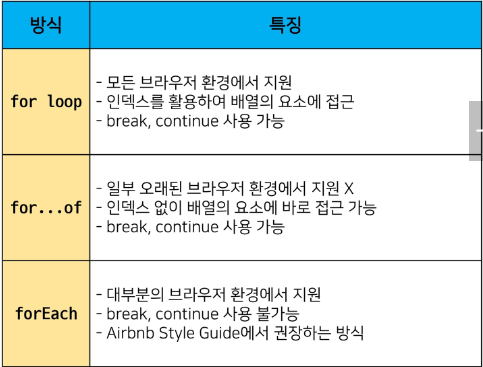 방식 특징
for loop
- 모든 브라우저 환경에서 지원
- 인덱스를 활용하여 배열의 요소에 접근
- break, continue 사용 가능
for...of
- 일부 오래된 브라우저 환경에서 지원 X
- 인덱스 없이 배열의 요소에 바로 접근 가능
- break, continue 사용 가능
forEach
- 대부분의 브라우저 환경에서 지원
- break, continue 사용 불가능
- Airbnb Style Guide에서 권장하는 방식